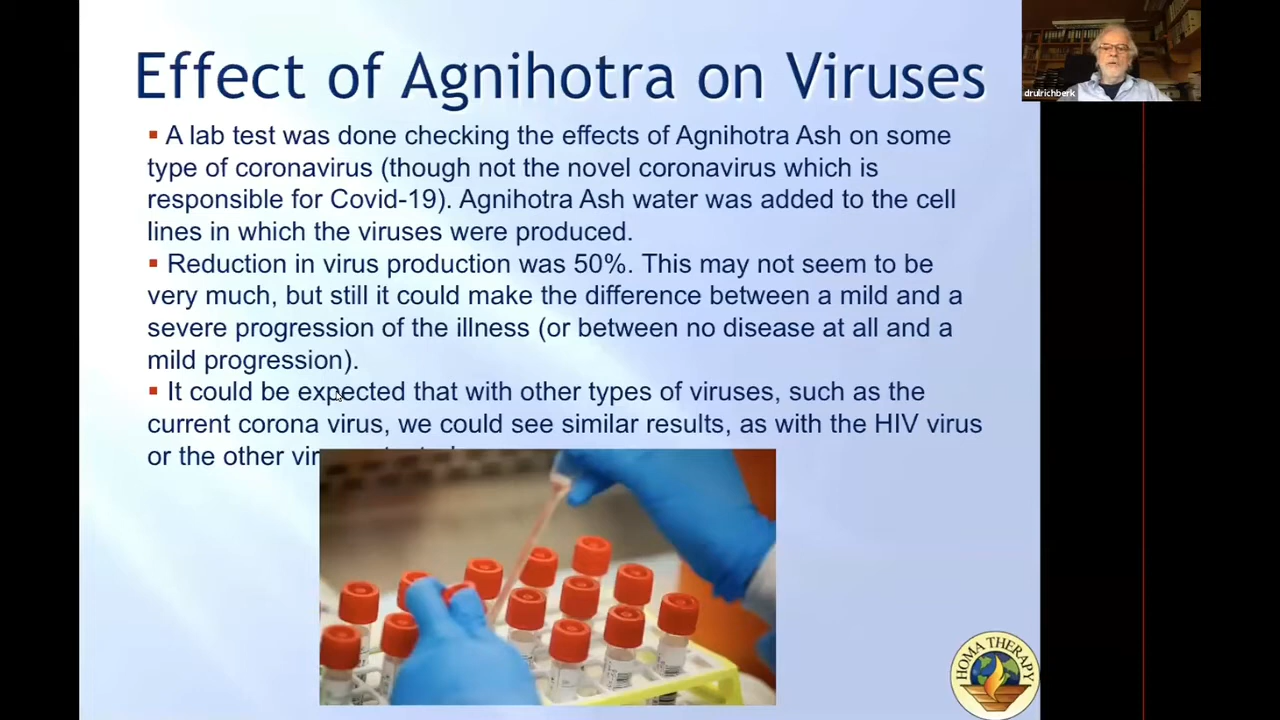 Effect of Agnihotra on Viruses
drulrichberk
▪ A lab test was done checking the effects of Agnihotra Ash on some
type of coronavirus (though not the novel coronavirus which is
responsible for Covid-19). Agnihotra Ash water was added to the cell
lines in which the viruses were produced.
▪ Reduction in virus production was 50%. This may not seem to be
very much, but still it could make the difference between a mild and a
severe progression of the illness (or between no disease at all and a
mild progression).
▪ It could be expected that with other types of viruses, such as the
current corona virus, we could see similar results, as with the HIV virus
or the other
HOMA THERAPY